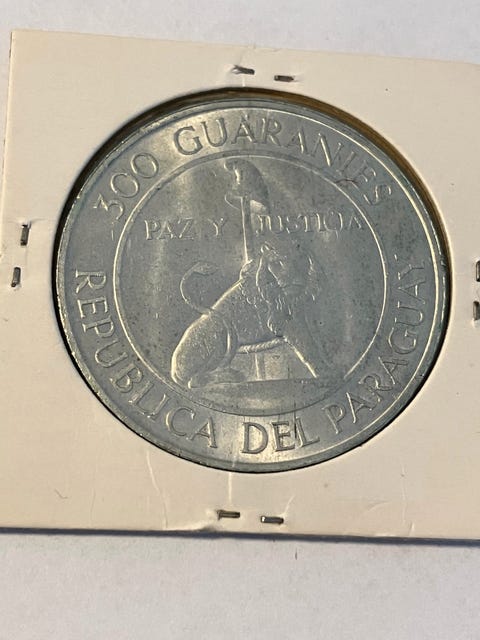 300 GUARANIES
PAZ Y JUSTICIA
REPUBLICA DEL PARAGUAY